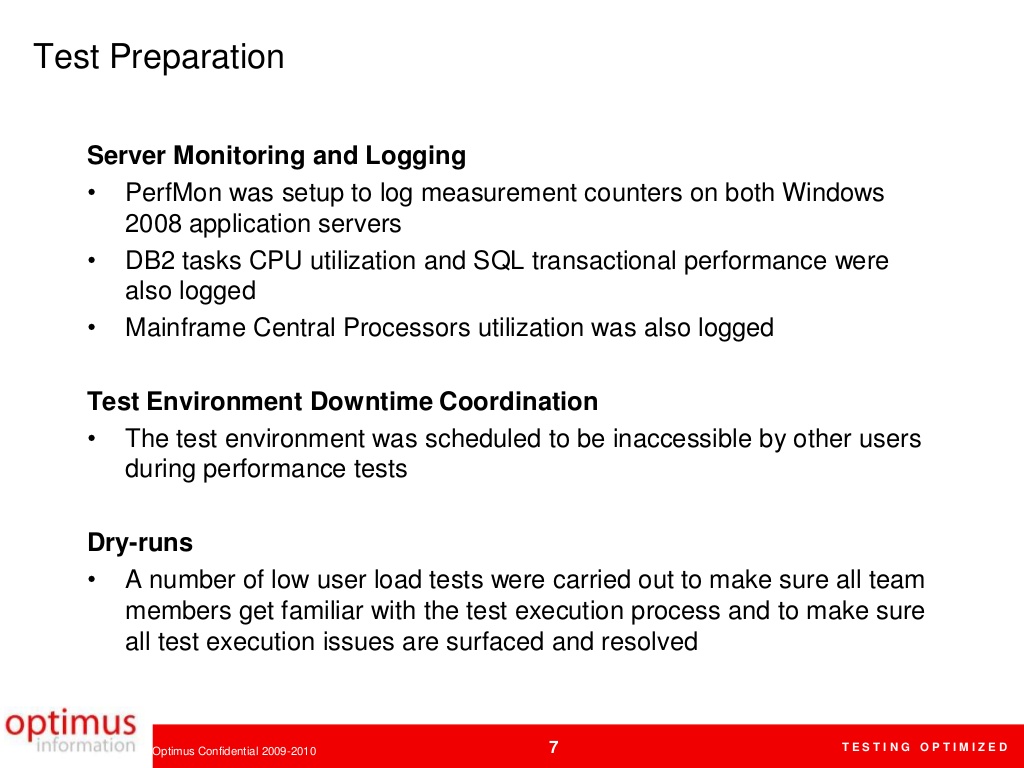 Test Preparation
Server Monitoring and Logging
• PerfMon was setup to log measurement counters on both Windows
2008 application servers
• DB2 tasks CPU utilization and SQL transactional performance were
also logged
• Mainframe Central Processors utilization was also logged
Test Environment Downtime Coordination
• The test environment was scheduled to be inaccessible by other users
during performance tests
Dry-runs
• A number of low user load tests were carried out to make sure all team
members get familiar with the test execution process and to make sure
all test execution issues are surfaced and resolved
optimus
information
Optimus Confidential 2009-2010
7
TESTING OPTIMIZED